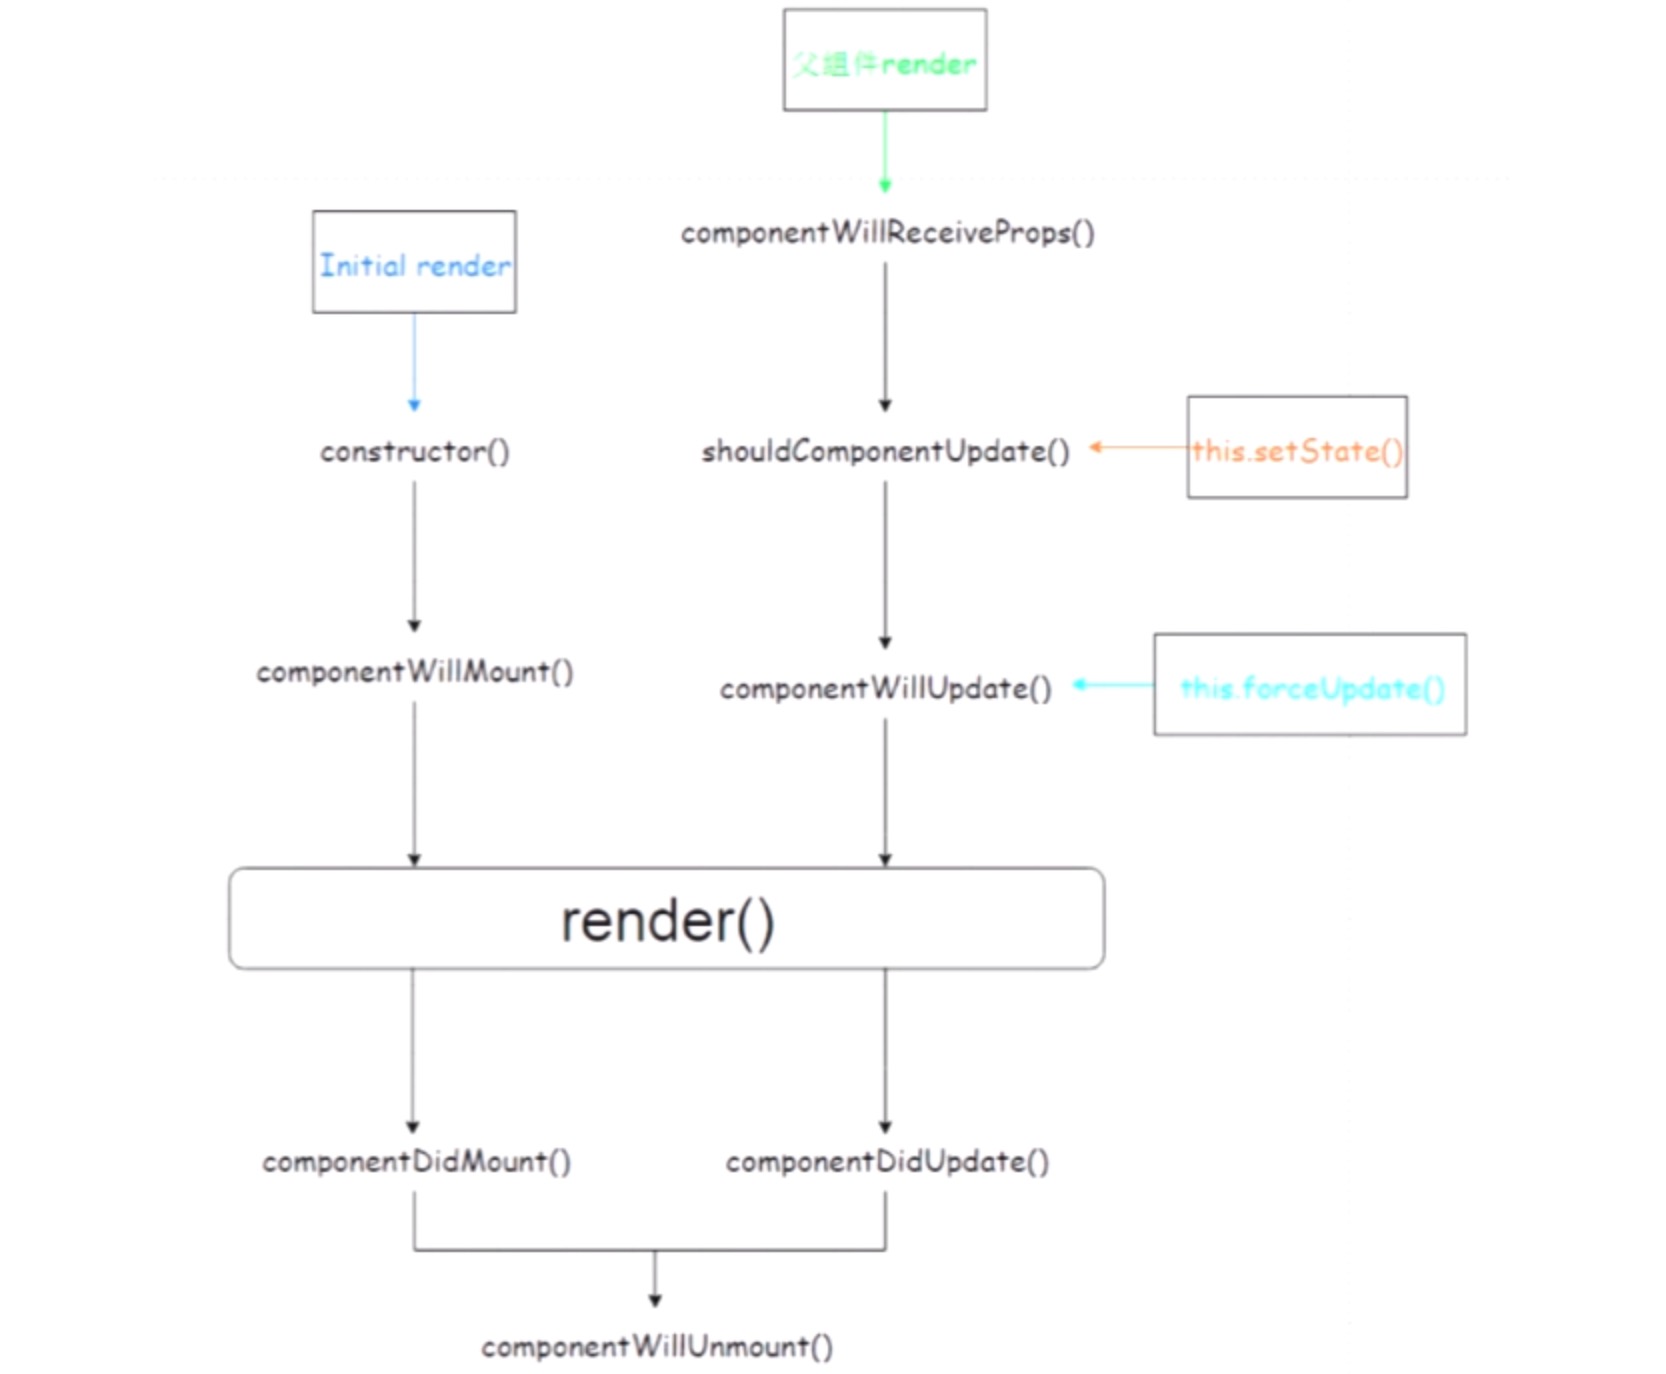 父组件render
componentWillReceiveProps()
Initial render
constructor()
shouldComponentUpdate()
this.setState()
componentWillMount()
componentWillUpdate()
this.forceUpdate()
render()
componentDidMount()
componentDidUpdate()
componentWillUnmount()